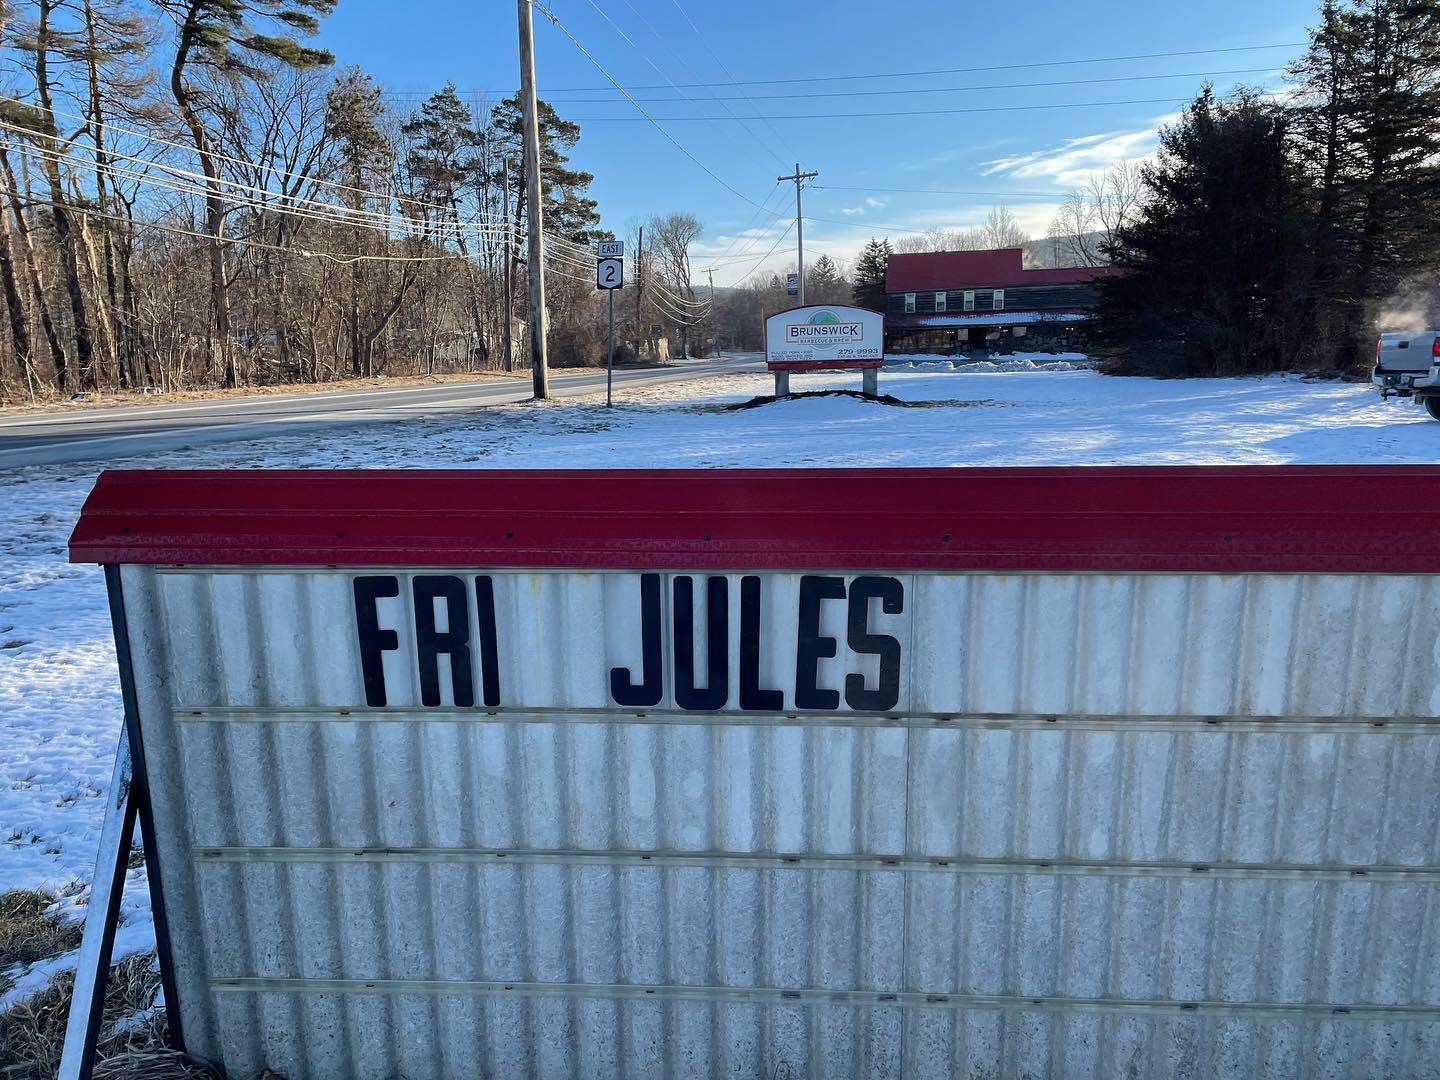 EAST
2
BRUNSWICK
BARBECUE & BREW
279-9993
FRI JULES